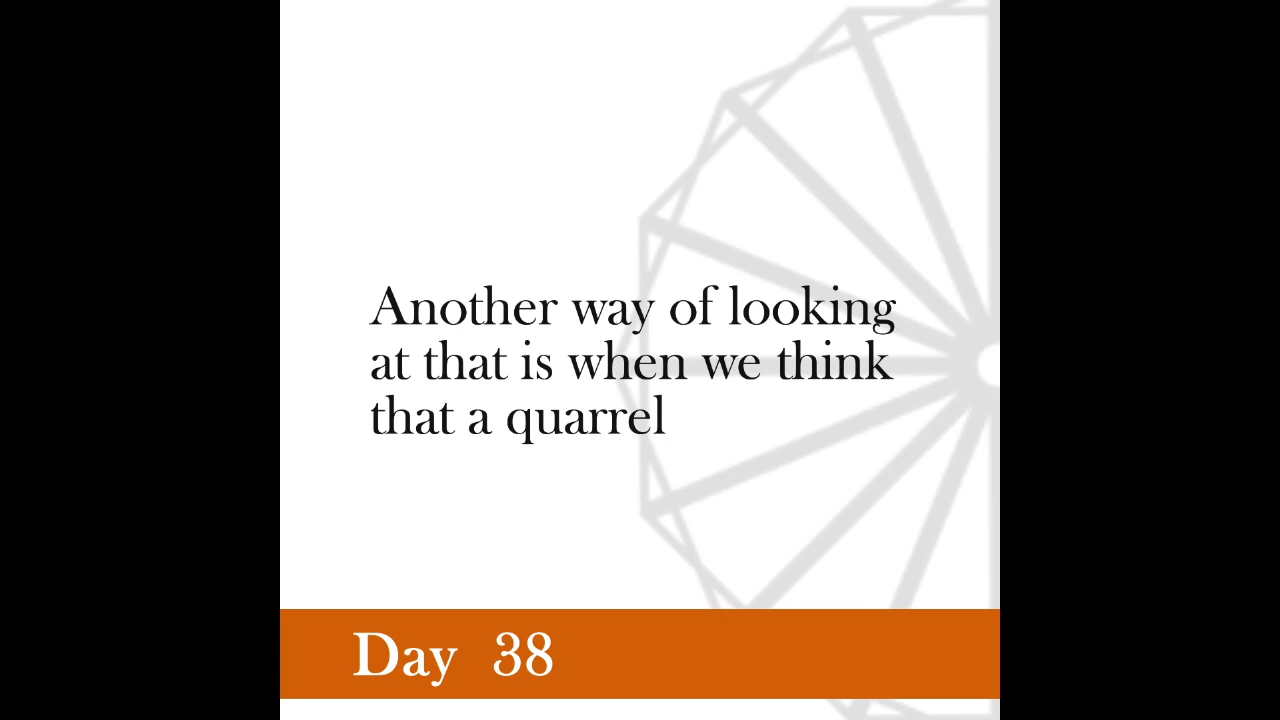 Another way of looking
at that is when we think
that a quarrel
Day 38